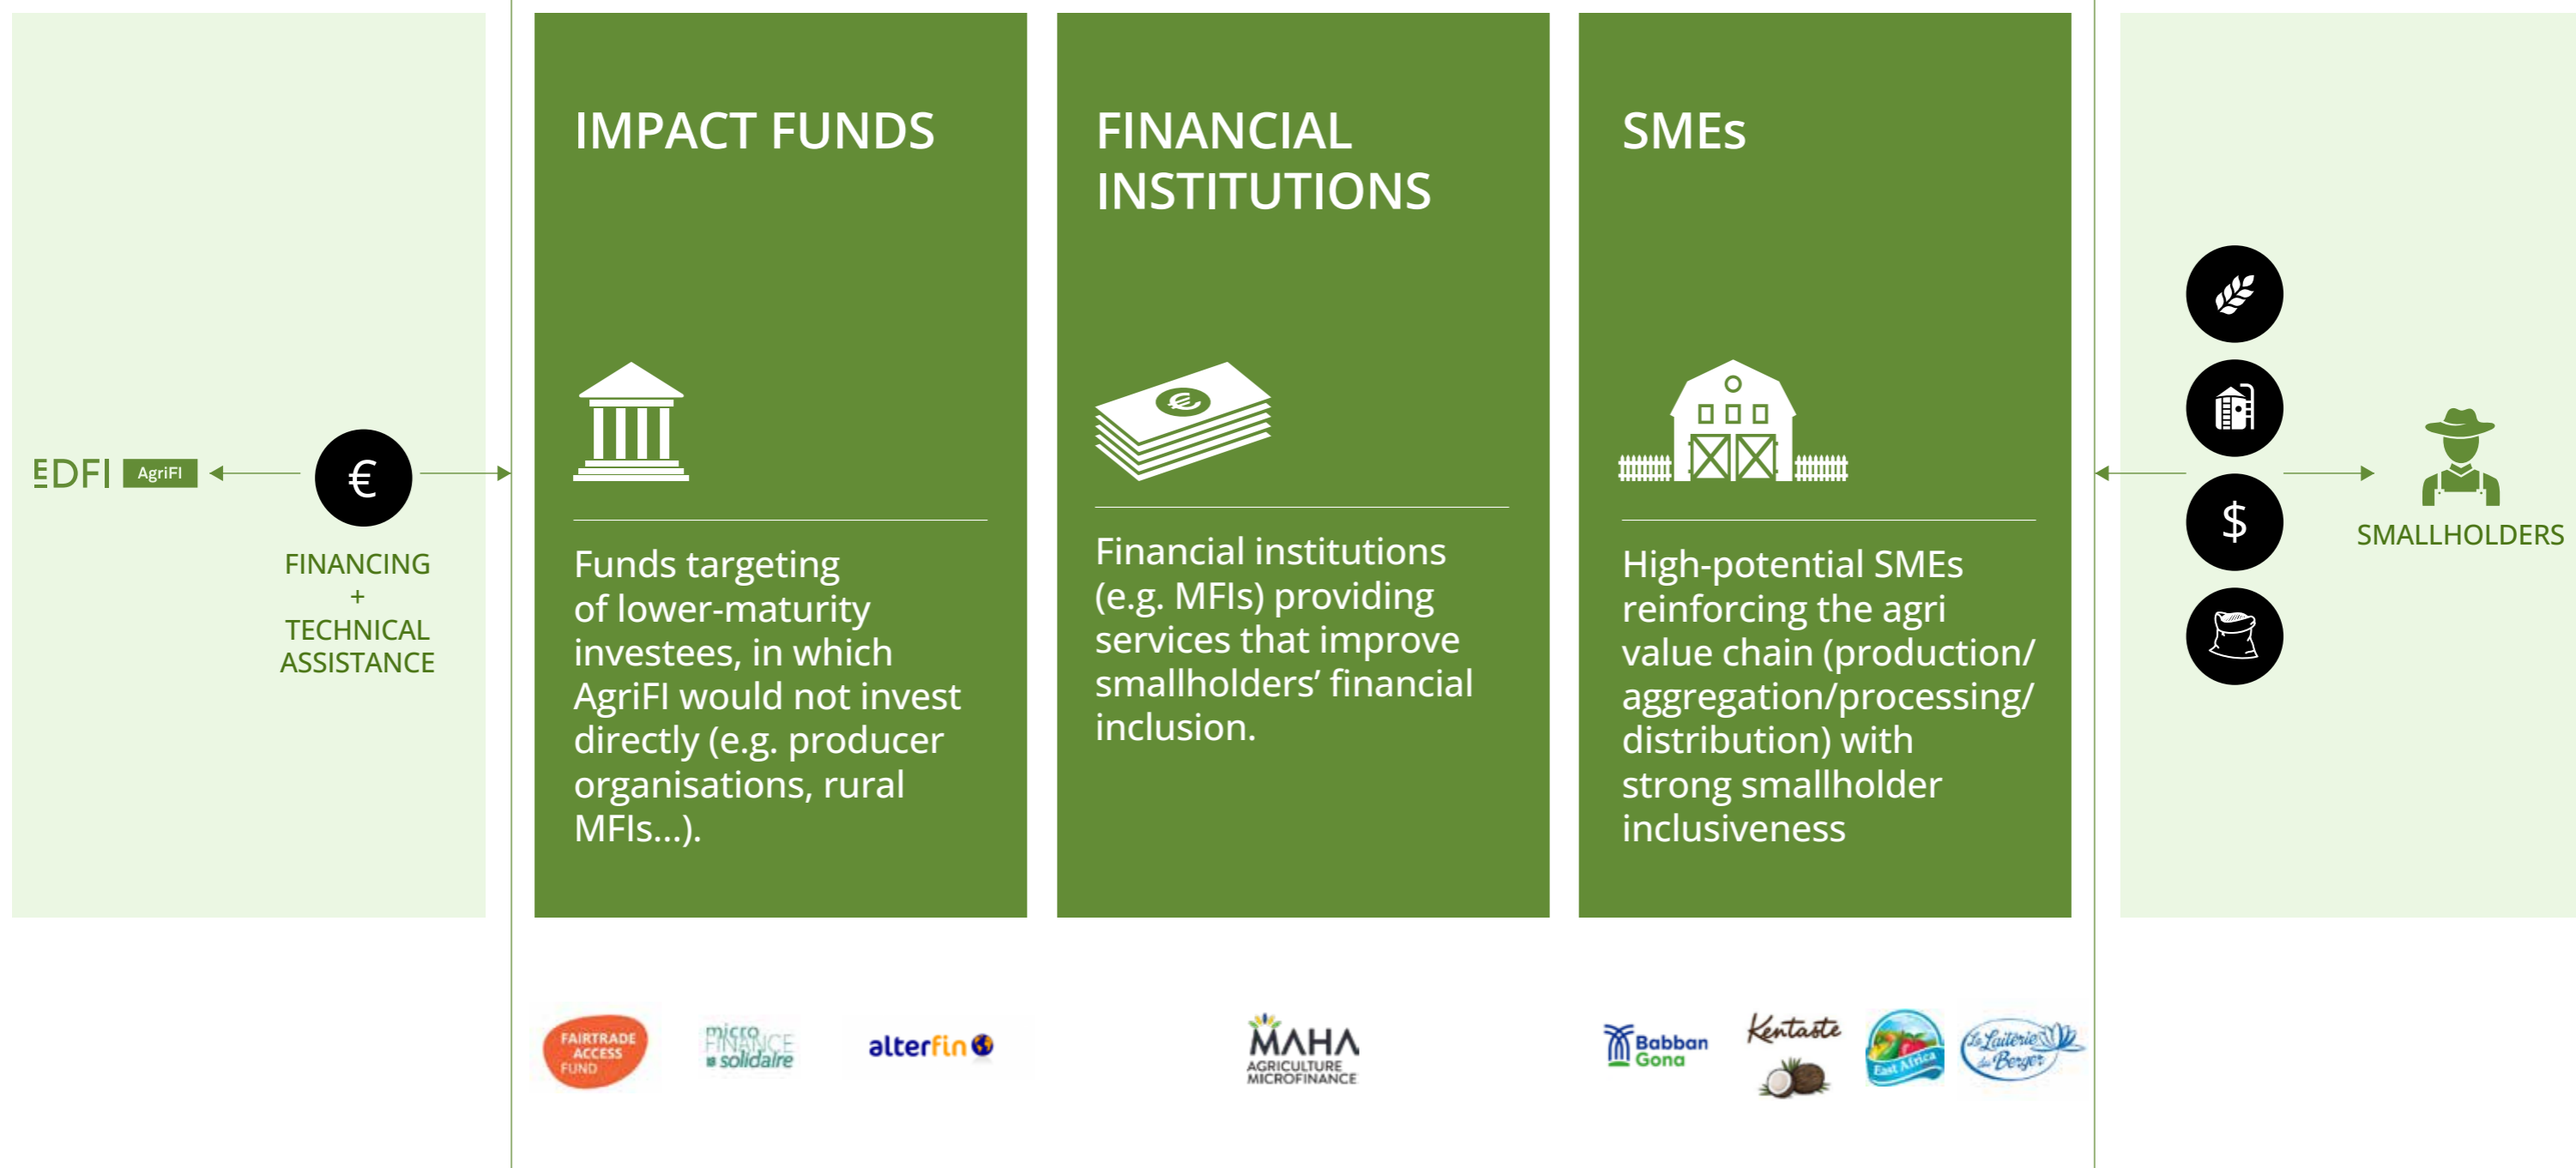 EDFI AgriFI
€
FINANCING
+
TECHNICAL
ASSISTANCE
IMPACT FUNDS
Funds targeting
of lower-maturity
investees, in which
AgriFI would not invest
directly (e.g. producer
organisations, rural
MFIs...).
FINANCIAL
INSTITUTIONS
€
Financial institutions
(e.g. MFIs) providing
services that improve
smallholders’ financial
inclusion.
SMEs
High-potential SMEs
reinforcing the agri
value chain (production/
aggregation/processing/
distribution) with
strong smallholder
inclusiveness
$
SMALLHOLDERS
FAIRTRADE
ACCESS
FUND
micro
FINANCE
solidaire
alterfin
MAHA
AGRICULTURE
MICROFINANCE
Babban
Gona
Kentaste
East Africa
La Laiterie
du Berger